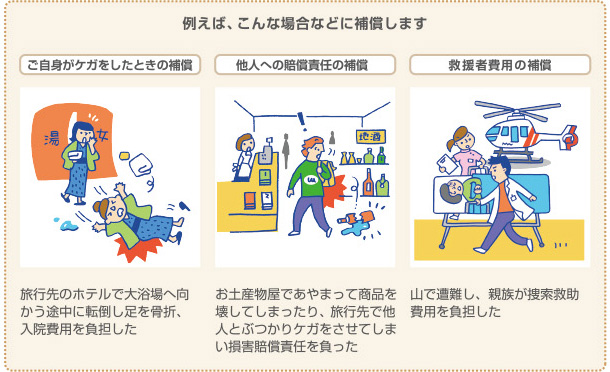 例えば、こんな場合などに補償します
ご自身がケガをしたときの補償
他人への賠償責任の補償
救援者費用の補償
湯
女
地酒
旅行先のホテルで大浴場へ向
かう途中に転倒し足を骨折、
入院費用を負担した
お土産物屋であやまって商品を
壊してしまったり、旅行先で他
人とぶつかりケガをさせてしま
い損害賠償責任を負った
山で遭難し、親族が捜索救助
費用を負担した